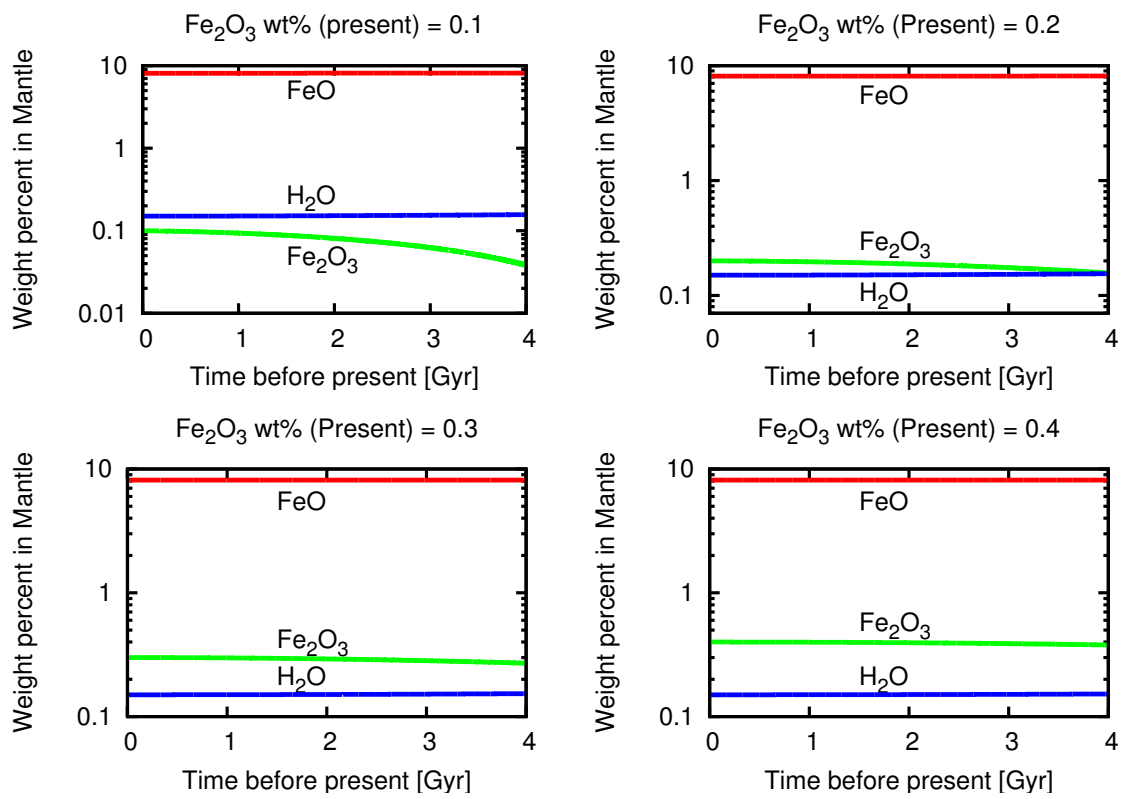 Fe₂O₃ wt% (present) = 0.1
10
1
0.1
0.01
Weight percent in Mantle
FeO
H₂O
Fe₂O₃
0 1 2 3 4
Time before present [Gyr]
Fe₂O₃ wt% (Present) = 0.2
10
1
0.1
Weight percent in Mantle
FeO
Fe₂O₃
H₂O
0 1 2 3 4
Time before present [Gyr]
Fe₂O₃ wt% (Present) = 0.3
10
1
0.1
Weight percent in Mantle
FeO
Fe₂O₃
H₂O
0 1 2 3 4
Time before present [Gyr]
Fe₂O₃ wt% (Present) = 0.4
10
1
0.1
Weight percent in Mantle
FeO
Fe₂O₃
H₂O
0 1 2 3 4
Time before present [Gyr]